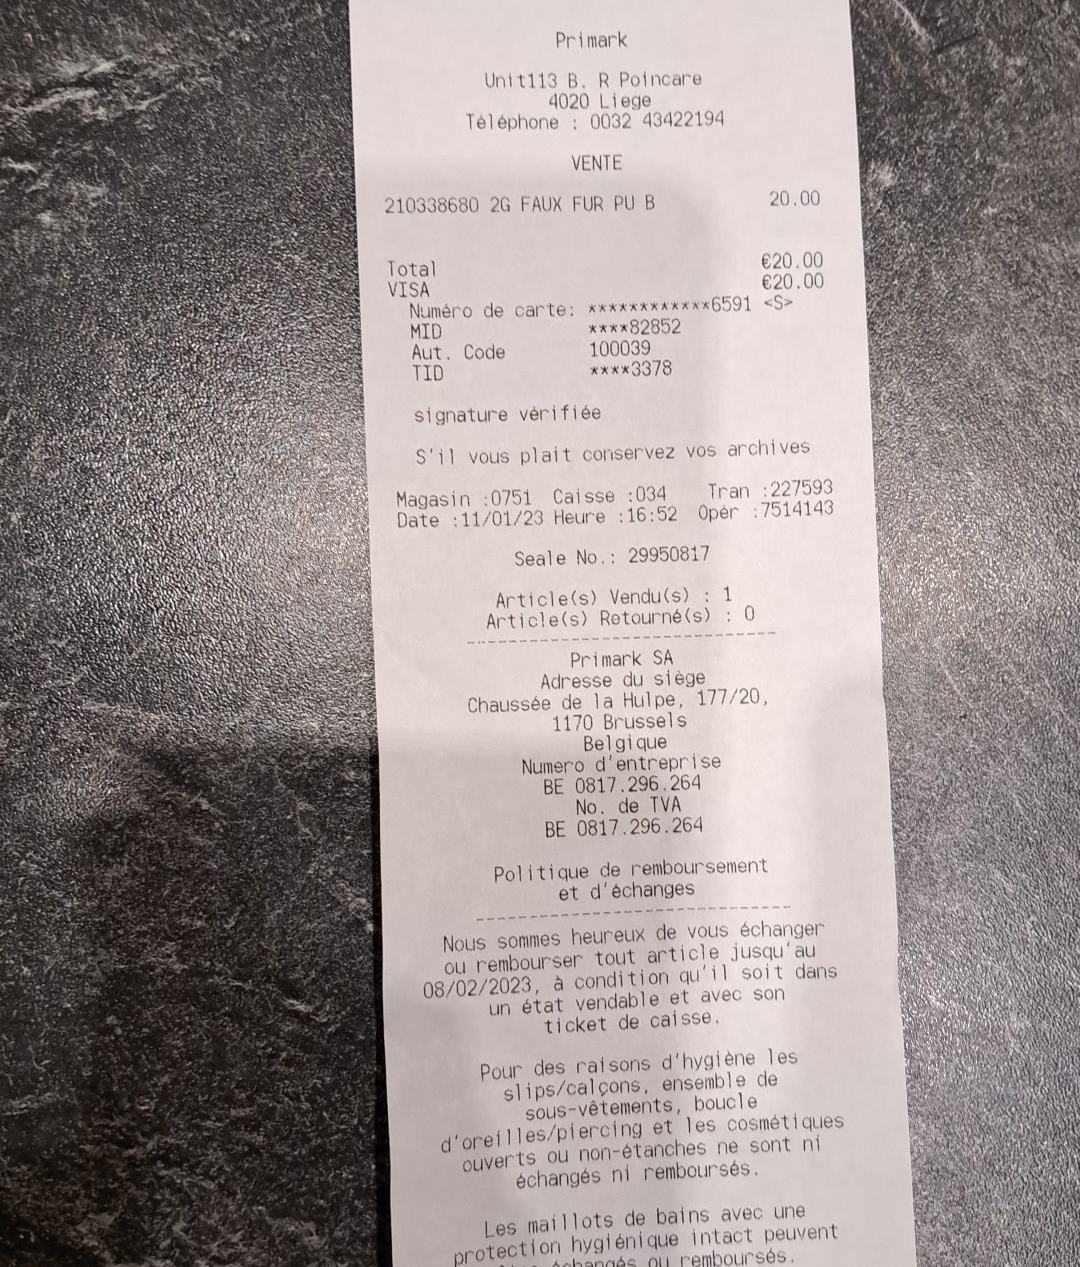 Primark
Unit113 B. R Poincare
4020 Liege
Téléphone : 0032 43422194
VENTE
210338680 2G FAUX FUR PU B 20.00
Total €20.00
VISA €20.00
Numéro de carte: ************6591 <S>
MID ****82852
Aut. Code 100039
TID ****3378
signature vérifiée
S'il vous plait conservez vos archives
Magasin :0751 Caisse :034 Tran :227593
Date :11/01/23 Heure :16:52 Opér :7514143
Seale No.: 29950817
Article(s) Vendu(s) : 1
Article(s) Retourné(s) : 0
Primark SA
Adresse du siège
Chaussée de la Hulpe, 177/20,
1170 Brussels
Belgique
Numero d'entreprise
BE 0817.296.264
No. de TVA
BE 0817.296.264
Politique de remboursement
et d'échanges
Nous sommes heureux de vous échanger
ou rembourser tout article jusqu'au
08/02/2023, à condition qu'il soit dans
un état vendable et avec son
ticket de caisse.
Pour des raisons d'hygiène les
slips/calçons, ensemble de
sous-vêtements, boucle
d'oreilles/piercing et les cosmétiques
ouverts ou non-étanches ne sont ni
échangés ni remboursés.
Les maillots de bains avec une
protection hygiénique intact peuvent
échangés ou remboursés.